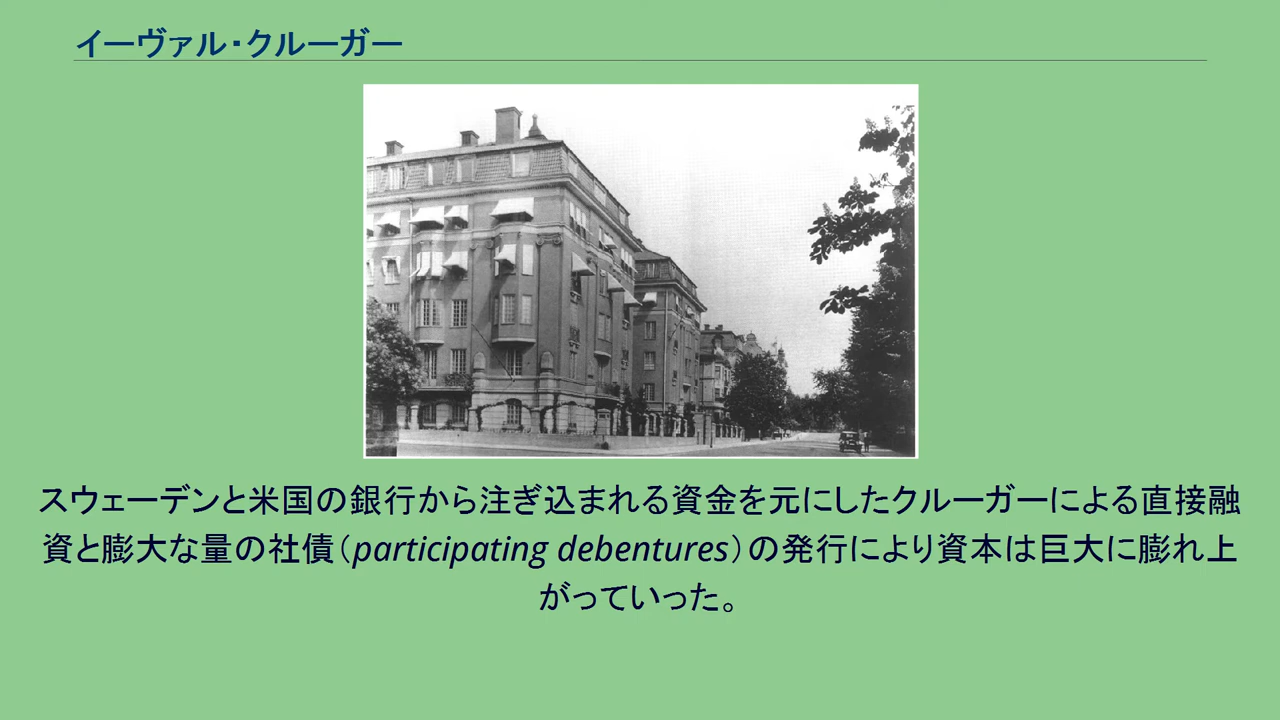 イーヴァル・クルーガー
スウェーデンと米国の銀行から注ぎ込まれる資金を元にしたクルーガーによる直接融
資と膨大な量の社債（participating debentures）の発行により資本は巨大に膨れ上
がっていった。